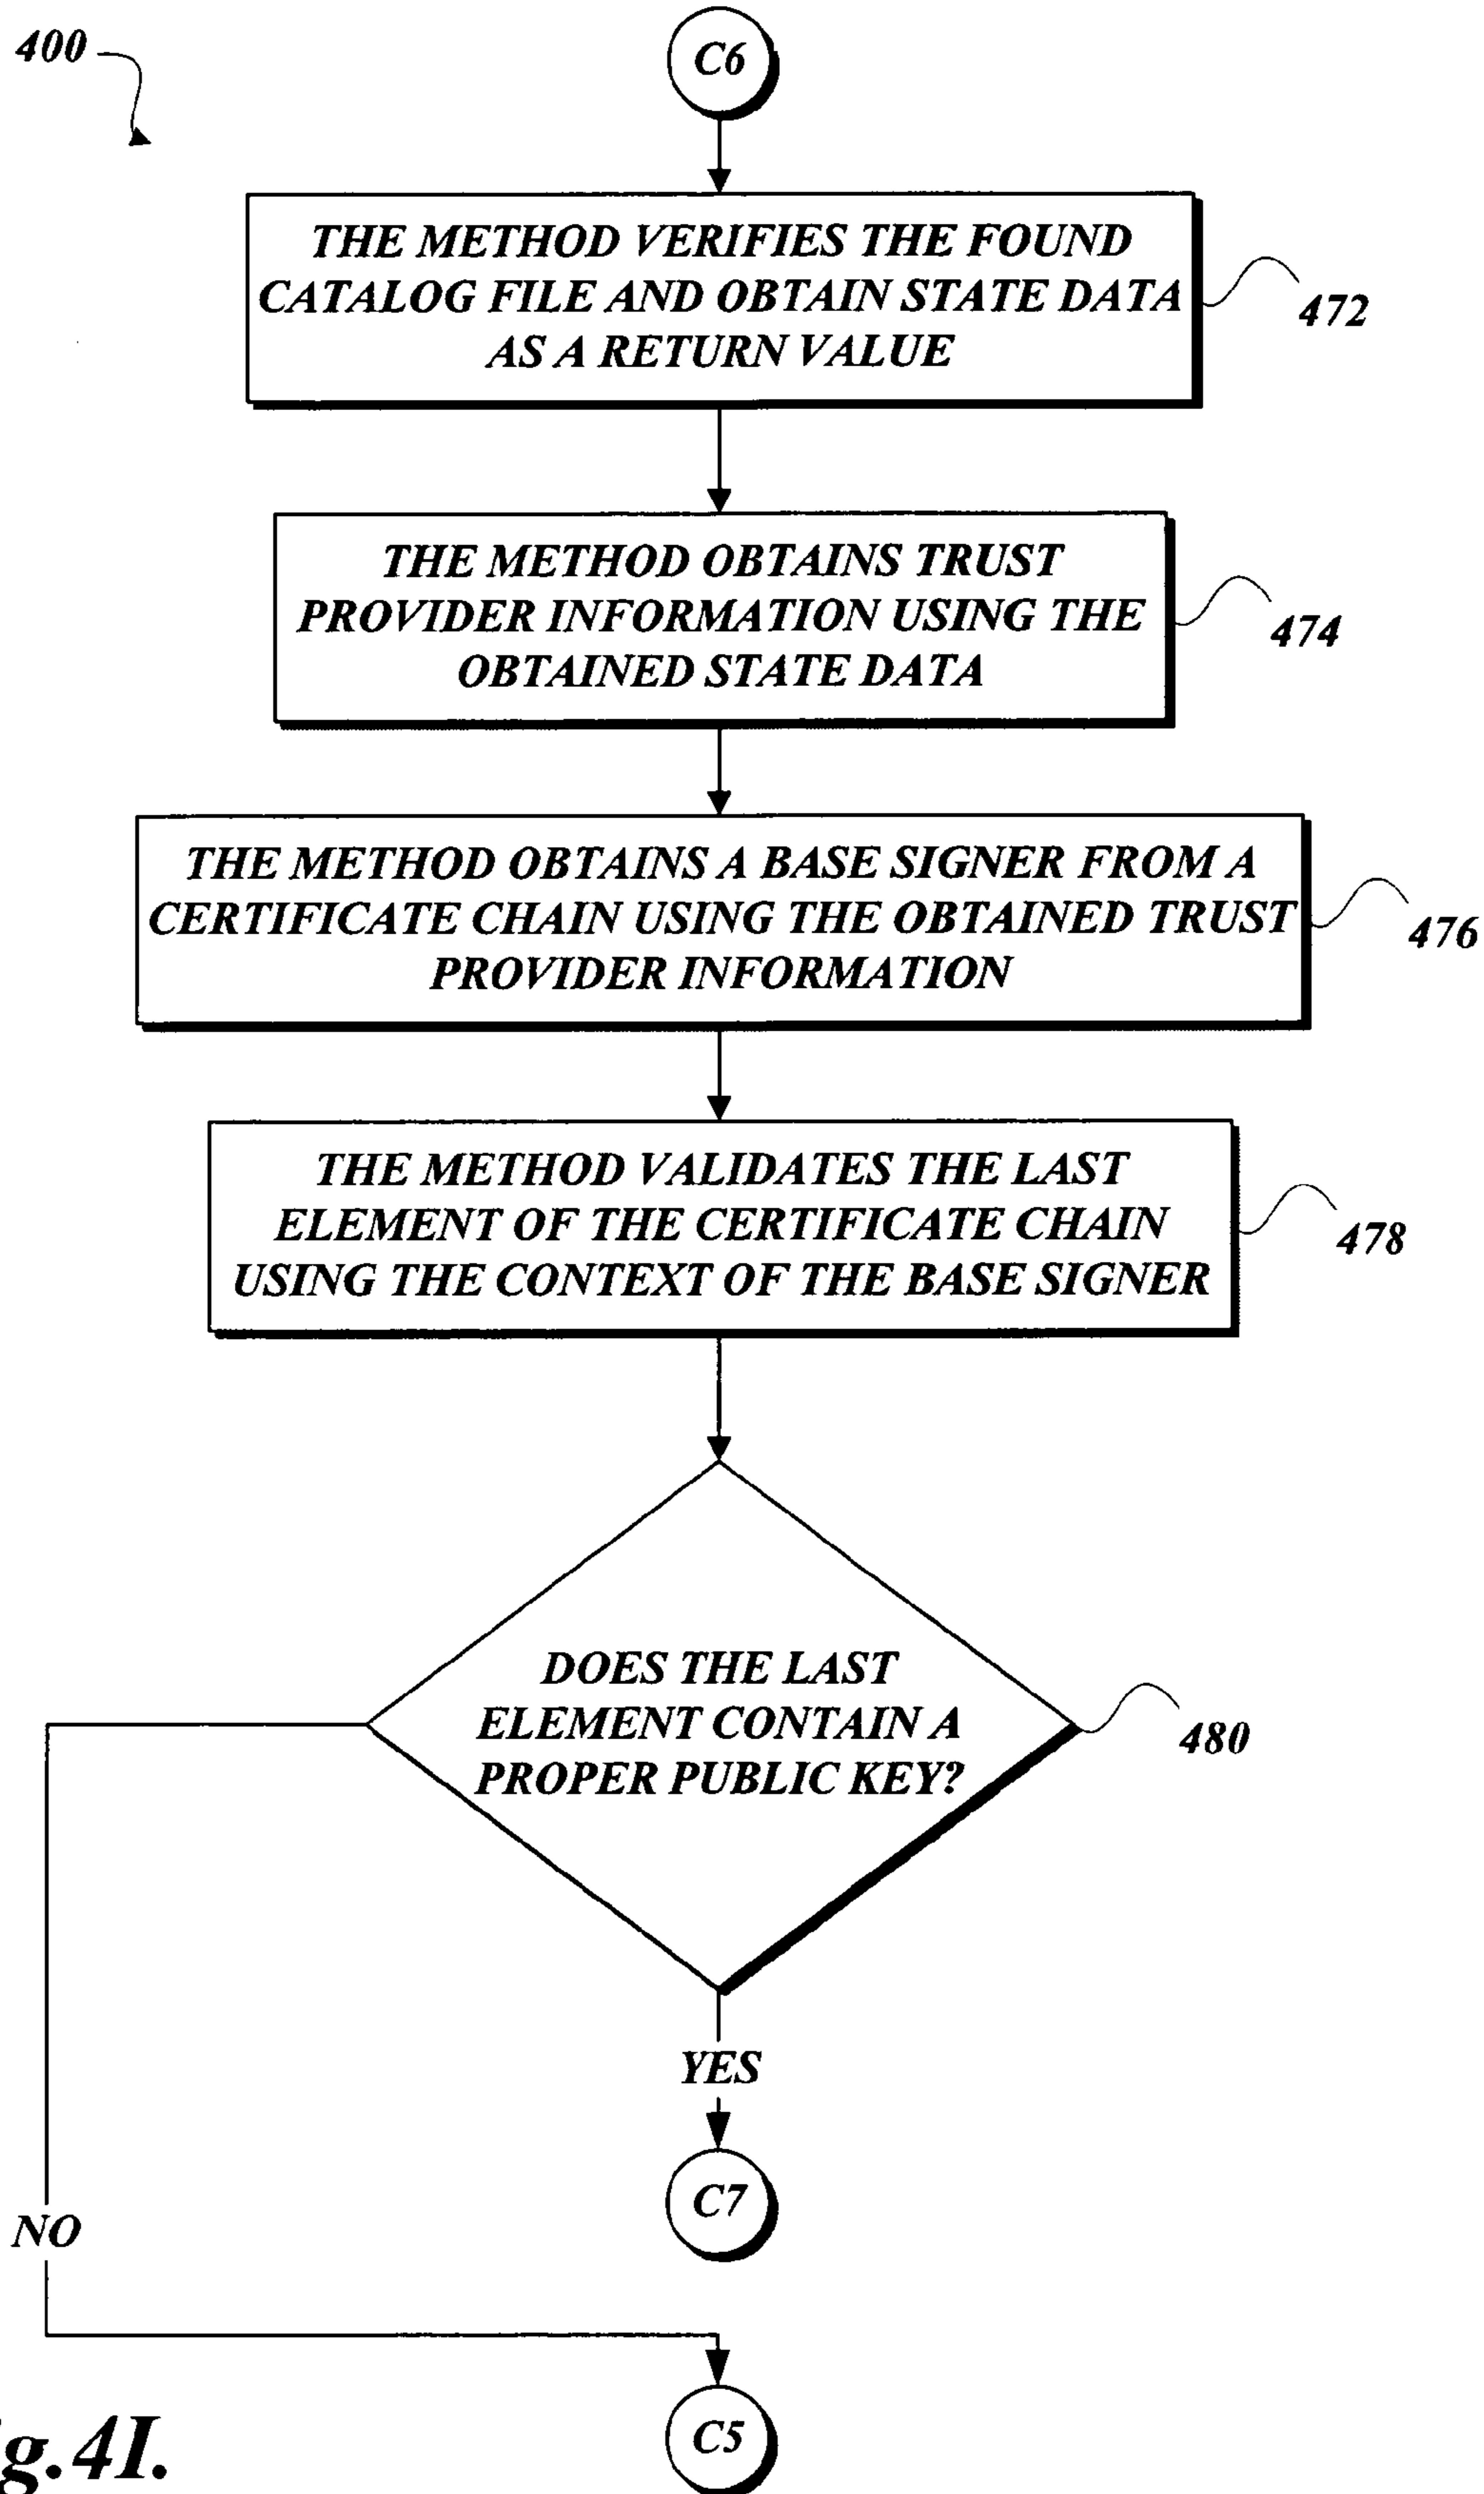 400
C6
THE METHOD VERIFIES THE FOUND
CATALOG FILE AND OBTAIN STATE DATA
AS A RETURN VALUE
472
THE METHOD OBTAINS TRUST
PROVIDER INFORMATION USING THE
OBTAINED STATE DATA
474
THE METHOD OBTAINS A BASE SIGNER FROM A
CERTIFICATE CHAIN USING THE OBTAINED TRUST
PROVIDER INFORMATION
476
THE METHOD VALIDATES THE LAST
ELEMENT OF THE CERTIFICATE CHAIN
USING THE CONTEXT OF THE BASE SIGNER
478
DOES THE LAST
ELEMENT CONTAIN A
PROPER PUBLIC KEY?
480
YES
C7
NO
C5
g.4I.